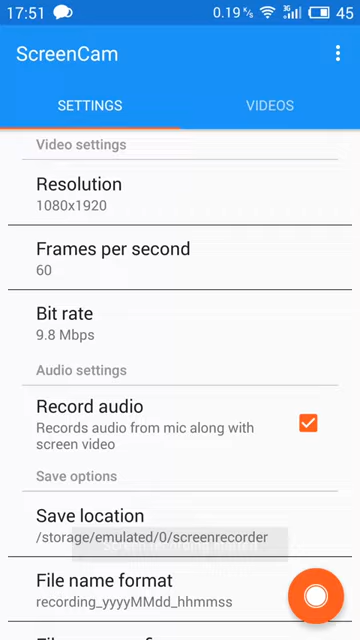 17:51 0.19 K/s 3G 45
ScreenCam
SETTINGS VIDEOS
Video settings
Resolution
1080x1920
Frames per second
60
Bit rate
9.8 Mbps
Audio settings
Record audio
Records audio from mic along with
screen video
Save options
Save location
/storage/emulated/0/screenrecorder
File name format
recording_yyyyMMdd_hhmmss